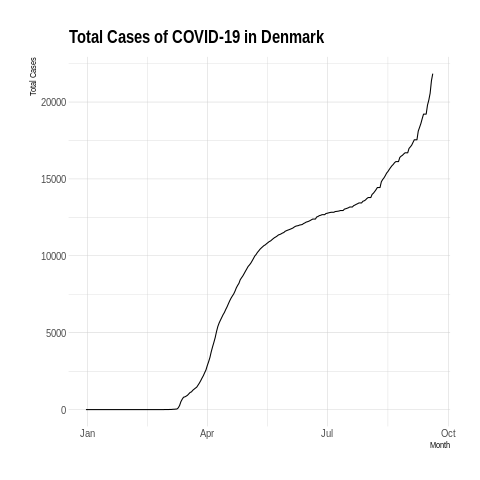 Total Cases of COVID-19 in Denmark
Total Cases
20000
15000
10000
5000
0
Jan Apr Jul Oct
Month